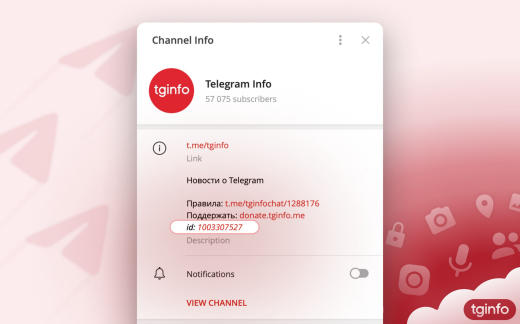 Channel Info
tginfo
Telegram Info
57 075 subscribers
t.me/tginfo
Link
Новости о Telegram
Правила: t.me/tginfochat/1288176
Поддержать: donate.tginfo.me
id: 1003307527
Description
Notifications
VIEW CHANNEL
tginfo